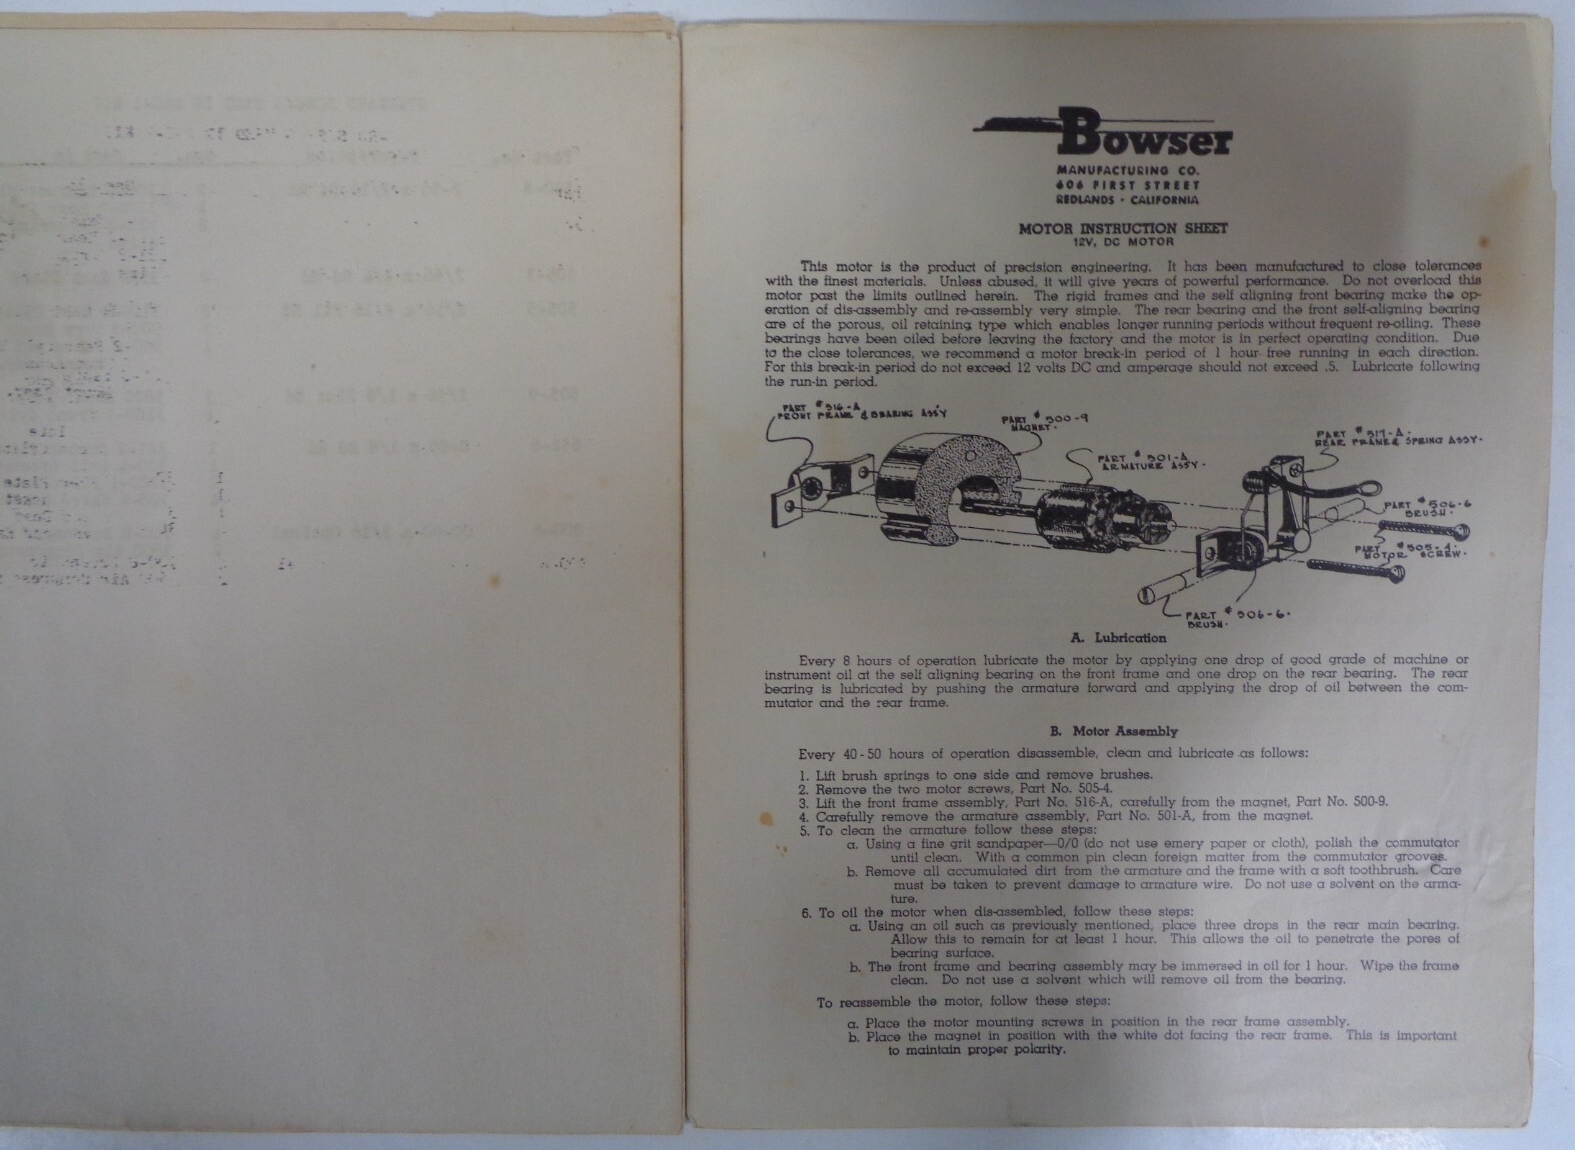 Bowser
MANUFACTURING CO.
606 FIRST STREET
REDLANDS · CALIFORNIA
MOTOR INSTRUCTION SHEET
12V, DC MOTOR
This motor is the product of precision engineering. It has been manufactured to close tolerances
with the finest materials. Unless abused, it will give years of powerful performance. Do not overload this
motor past the limits outlined herein. The rigid frames and the self aligning front bearing make the op-
eration of dis-assembly and re-assembly very simple. The rear bearing and the front self-aligning bearing
are of the porous, oil retaining type which enables longer running periods without frequent re-oiling. These
bearings have been oiled before leaving the factory and the motor is in perfect operating condition. Due
to the close tolerances, we recommend a motor break-in period of 1 hour free running in each direction.
For this break-in period do not exceed 12 volts DC and amperage should not exceed .5. Lubricate following
the run-in period.
PART #516-A
FRONT FRAME & BEARING ASS'Y
PART #500-9
MAGNET.
PART #501-A
ARMATURE ASSY.
PART #517-A.
REAR FRAME & SPRING ASSY.
PART #506-6
BRUSH.
PART #505-4.
MOTOR SCREW.
PART #506-6.
BRUSH.
A. Lubrication
Every 8 hours of operation lubricate the motor by applying one drop of good grade of machine or
instrument oil at the self aligning bearing on the front frame and one drop on the rear bearing. The rear
bearing is lubricated by pushing the armature forward and applying the drop of oil between the com-
mutator and the rear frame.
B. Motor Assembly
Every 40-50 hours of operation disassemble, clean and lubricate as follows:
1. Lift brush springs to one side and remove brushes.
2. Remove the two motor screws, Part No. 505-4.
3. Lift the front frame assembly, Part No. 516-A, carefully from the magnet, Part No. 500-9.
4. Carefully remove the armature assembly, Part No. 501-A, from the magnet.
5. To clean the armature follow these steps:
a. Using a fine grit sandpaper—0/0 (do not use emery paper or cloth), polish the commutator
until clean. With a common pin clean foreign matter from the commutator grooves.
b. Remove all accumulated dirt from the armature and the frame with a soft toothbrush. Care
must be taken to prevent damage to armature wire. Do not use a solvent on the arma-
ture.
6. To oil the motor when dis-assembled, follow these steps:
a. Using an oil such as previously mentioned, place three drops in the rear main bearing.
Allow this to remain for at least 1 hour. This allows the oil to penetrate the pores of
bearing surface.
b. The front frame and bearing assembly may be immersed in oil for 1 hour. Wipe the frame
clean. Do not use a solvent which will remove oil from the bearing.
To reassemble the motor, follow these steps:
a. Place the motor mounting screws in position in the rear frame assembly.
b. Place the magnet in position with the white dot facing the rear frame. This is important
to maintain proper polarity.